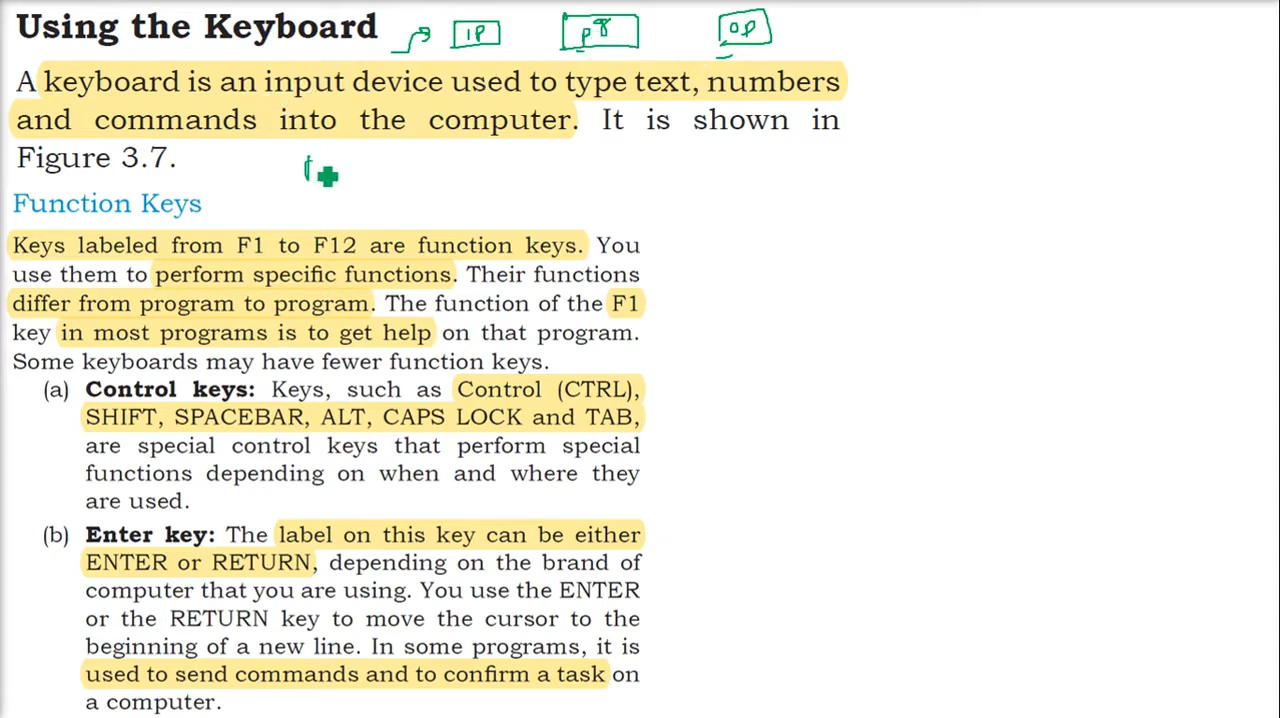 Using the Keyboard
IP
OP
A keyboard is an input device used to type text, numbers
and commands into the computer. It is shown in
Figure 3.7.
Function Keys
Keys labeled from F1 to F12 are function keys. You
use them to perform specific functions. Their functions
differ from program to program. The function of the F1
key in most programs is to get help on that program.
Some keyboards may have fewer function keys.
(a) Control keys: Keys, such as Control (CTRL),
SHIFT, SPACEBAR, ALT, CAPS LOCK and TAB,
are special control keys that perform special
functions depending on when and where they
are used.
(b) Enter key: The label on this key can be either
ENTER or RETURN, depending on the brand of
computer that you are using. You use the ENTER
or the RETURN key to move the cursor to the
beginning of a new line. In some programs, it is
used to send commands and to confirm a task on
a computer.